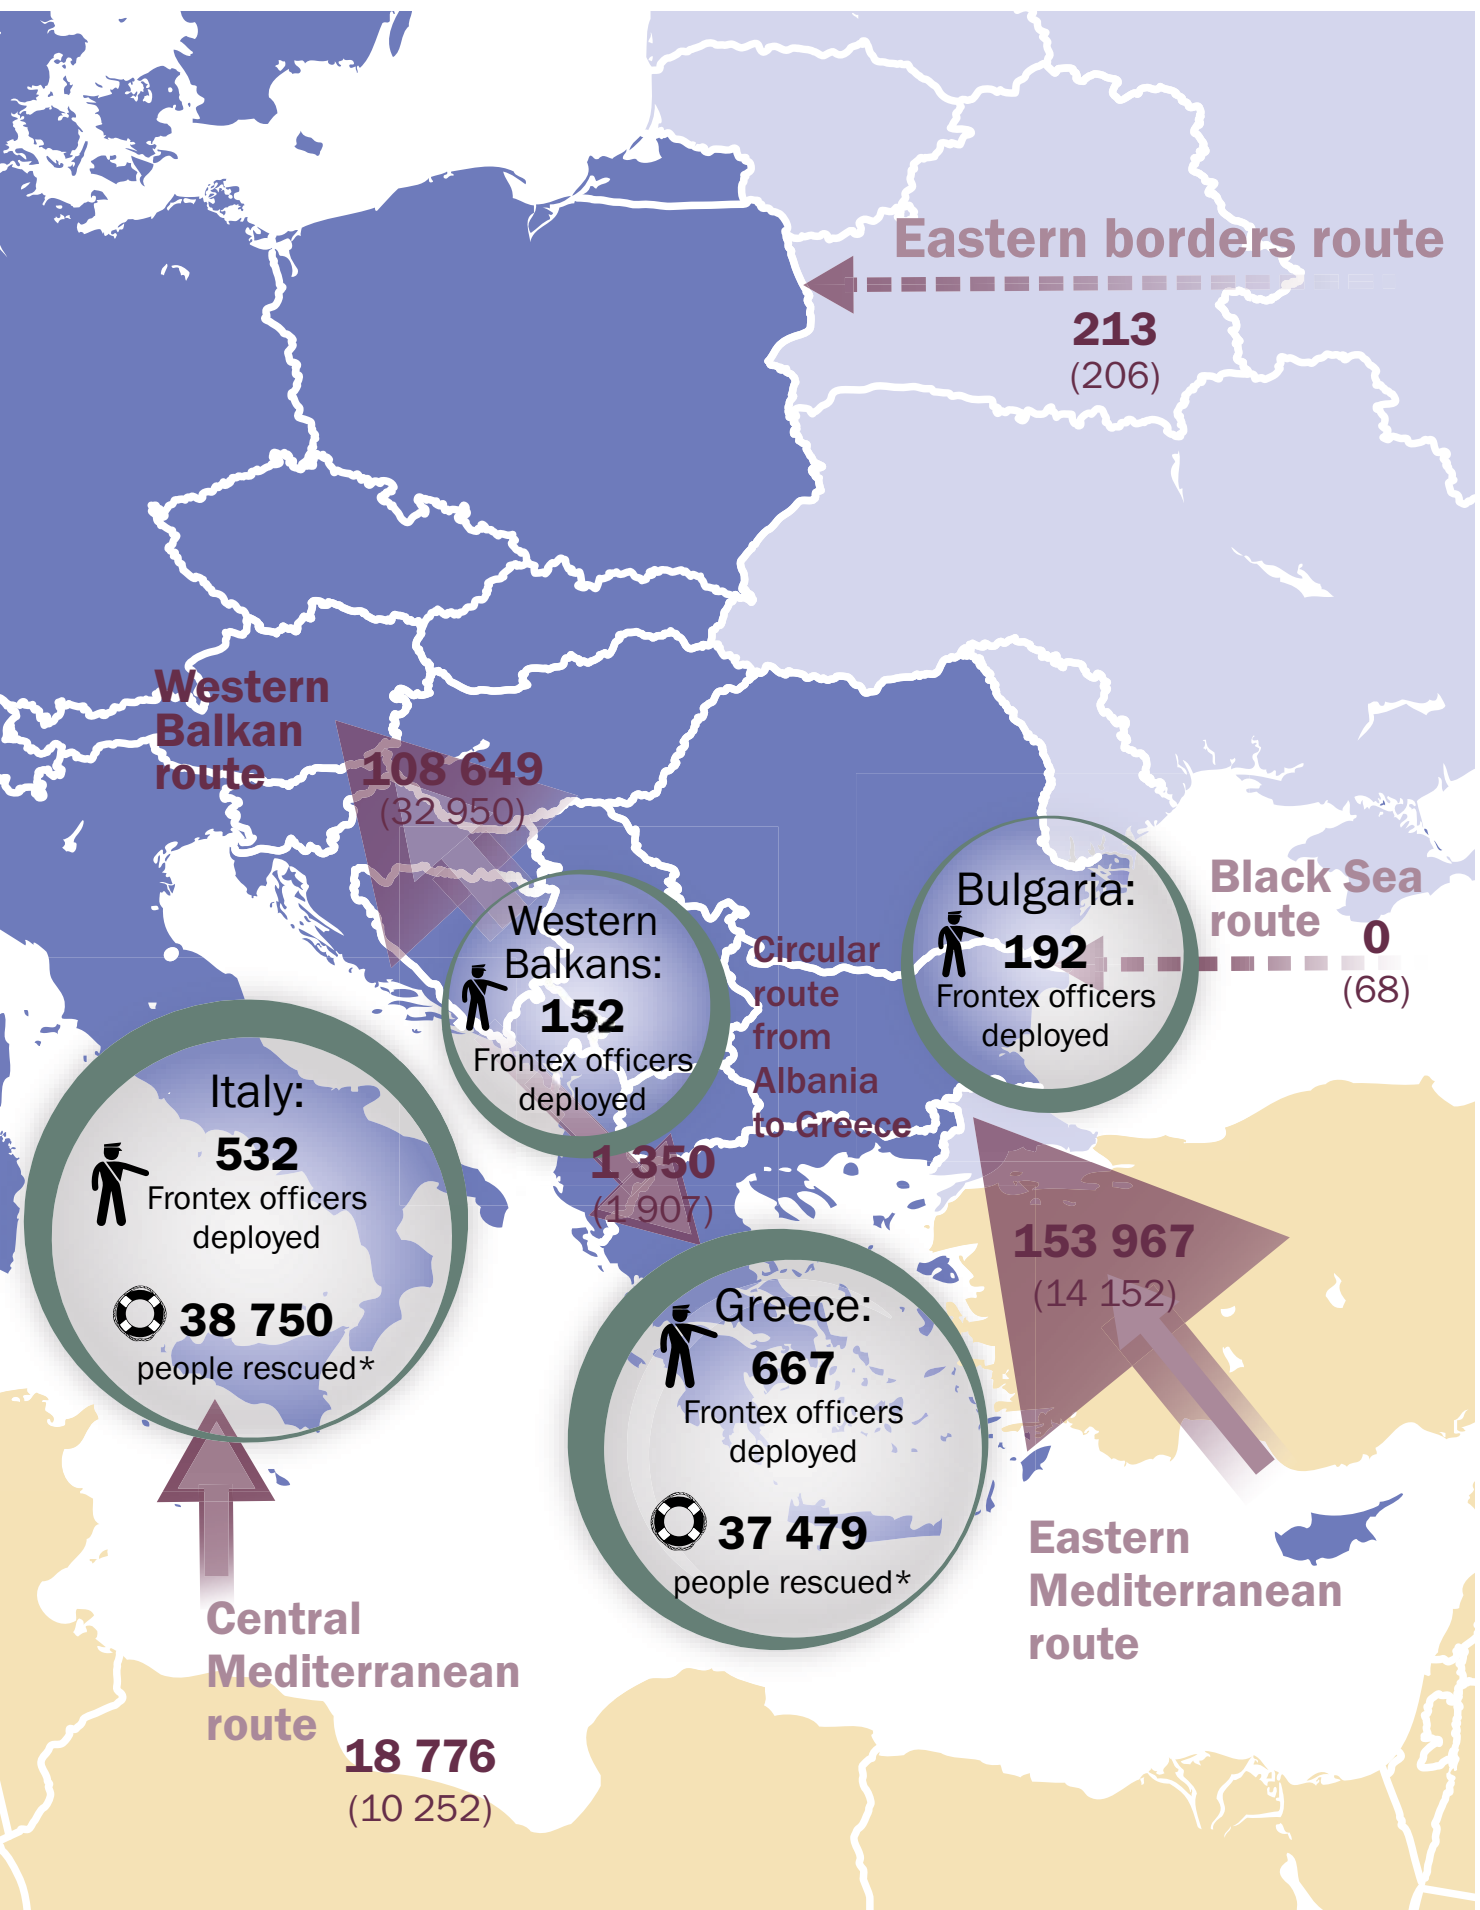 Eastern borders route
213
(206)
Western
Balkan
route
108 649
(32 950)
Western
Balkans:
152
Frontex officers
deployed
Circular
route
from
Albania
to Greece
1 350
(1 907)
Bulgaria:
192
Frontex officers
deployed
Black Sea
route
0
(68)
Italy:
532
Frontex officers
deployed
38 750
people rescued*
Greece:
667
Frontex officers
deployed
37 479
people rescued*
153 967
(14 152)
Eastern
Mediterranean
route
Central
Mediterranean
route
18 776
(10 252)